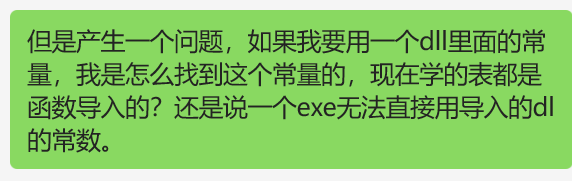 但是产生一个问题，如果我要用一个dll里面的常
量，我是怎么找到这个常量的，现在学的表都是
函数导入的？还是说一个exe无法直接用导入的dl
的常数。